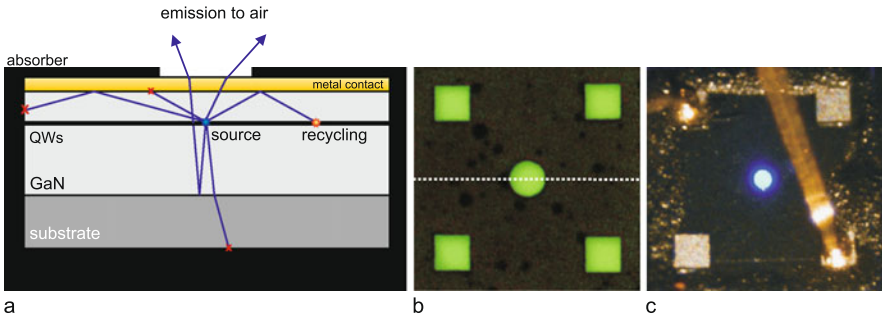 emission to air
absorber
metal contact
QWs
source
recycling
GaN
substrate
a
b
c